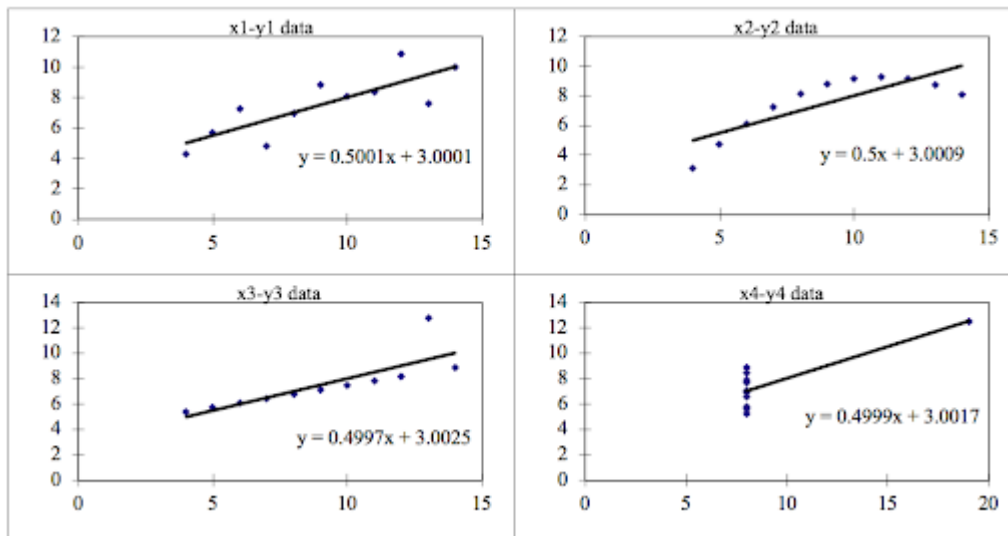 x1-y1 data
12
10
8
6
4
2
0
0 5 10 15
y = 0.5001x + 3.0001
x2-y2 data
12
10
8
6
4
2
0
0 5 10 15
y = 0.5x + 3.0009
x3-y3 data
14
12
10
8
6
4
2
0
0 5 10 15
y = 0.4997x + 3.0025
x4-y4 data
14
12
10
8
6
4
2
0
0 5 10 15 20
y = 0.4999x + 3.0017